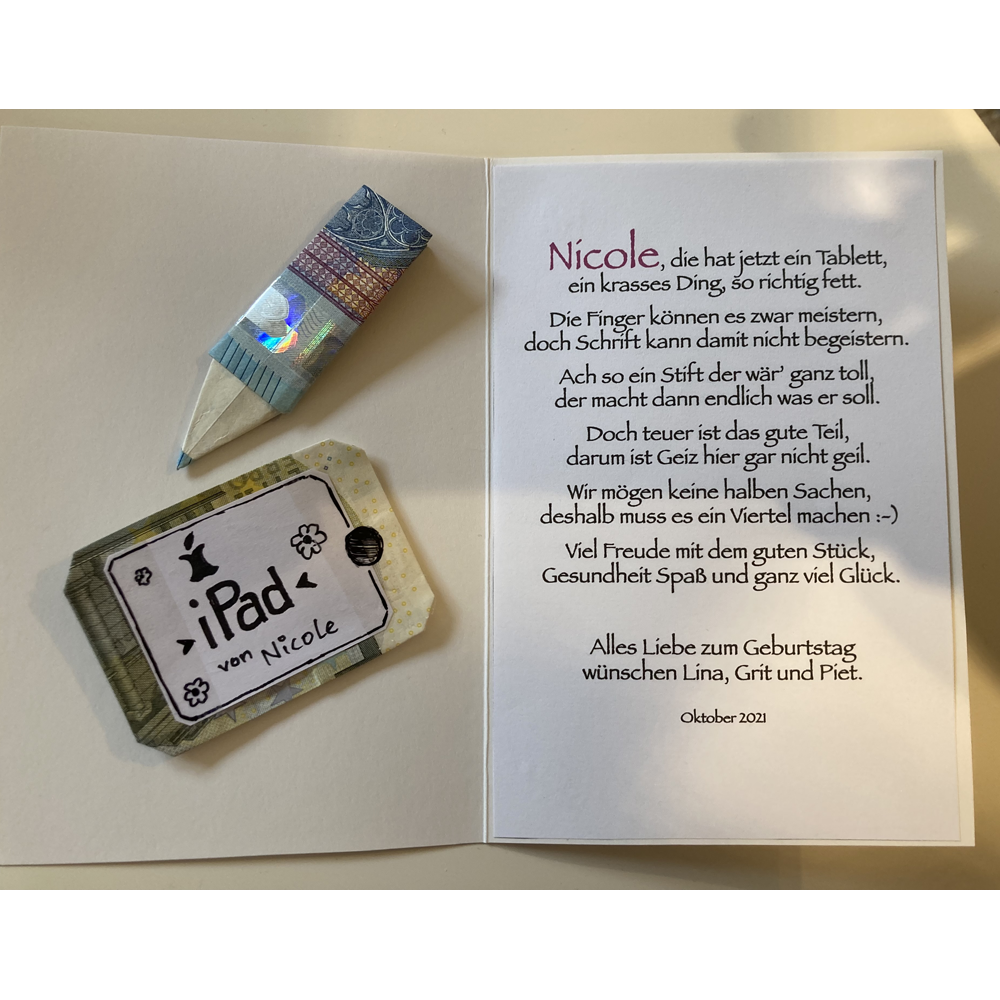 > iPad <
von Nicole
Nicole, die hat jetzt ein Tablett,
ein krasses Ding, so richtig fett.
Die Finger können es zwar meistern,
doch Schrift kann damit nicht begeistern.
Ach so ein Stift der wär’ ganz toll,
der macht dann endlich was er soll.
Doch teuer ist das gute Teil,
darum ist Geiz hier gar nicht geil.
Wir mögen keine halben Sachen,
deshalb muss es ein Viertel machen :-)
Viel Freude mit dem guten Stück,
Gesundheit Spaß und ganz viel Glück.
Alles Liebe zum Geburtstag
wünschen Lina, Grit und Piet.
Oktober 2021